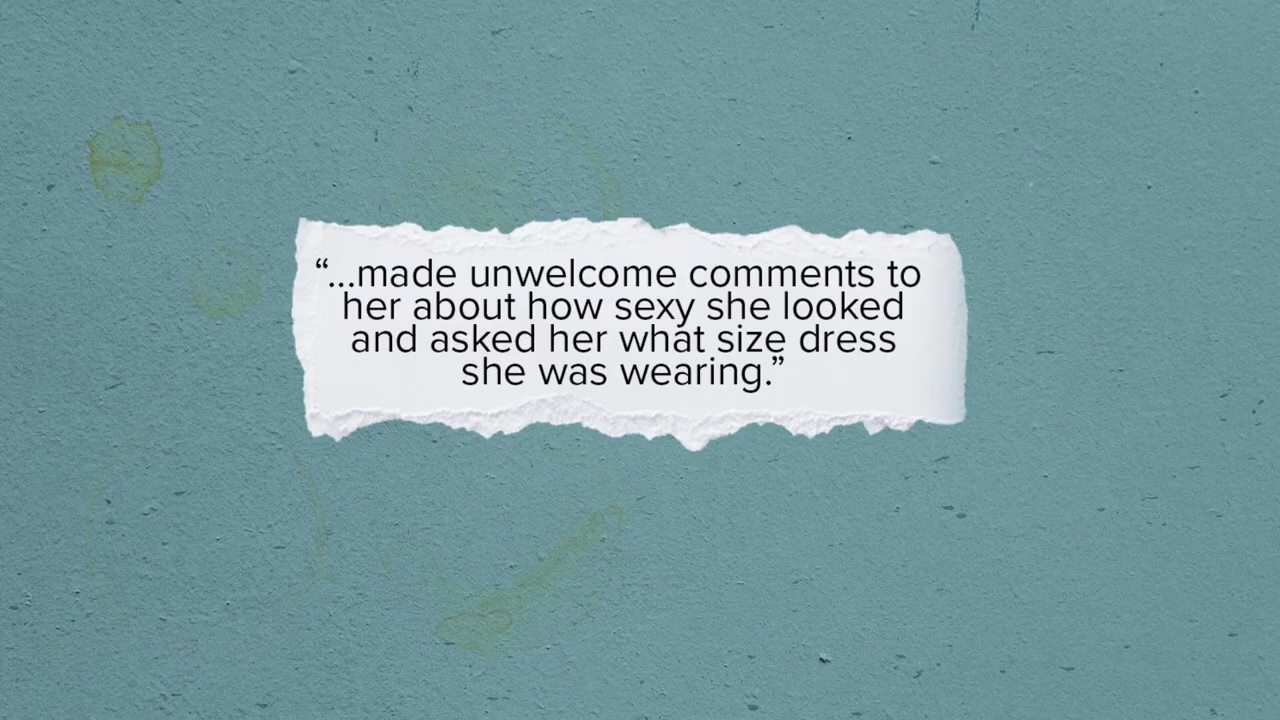 “...made unwelcome comments to
her about how sexy she looked
and asked her what size dress
she was wearing.”